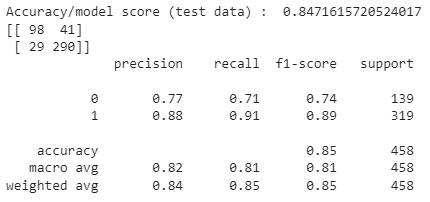 Accuracy/model score (test data) :  0.8471615720524017
[[ 98  41]
 [ 29 290]]
              precision    recall  f1-score   support

           0       0.77      0.71      0.74       139
           1       0.88      0.91      0.89       319

    accuracy                           0.85       458
   macro avg       0.82      0.81      0.81       458
weighted avg       0.84      0.85      0.85       458